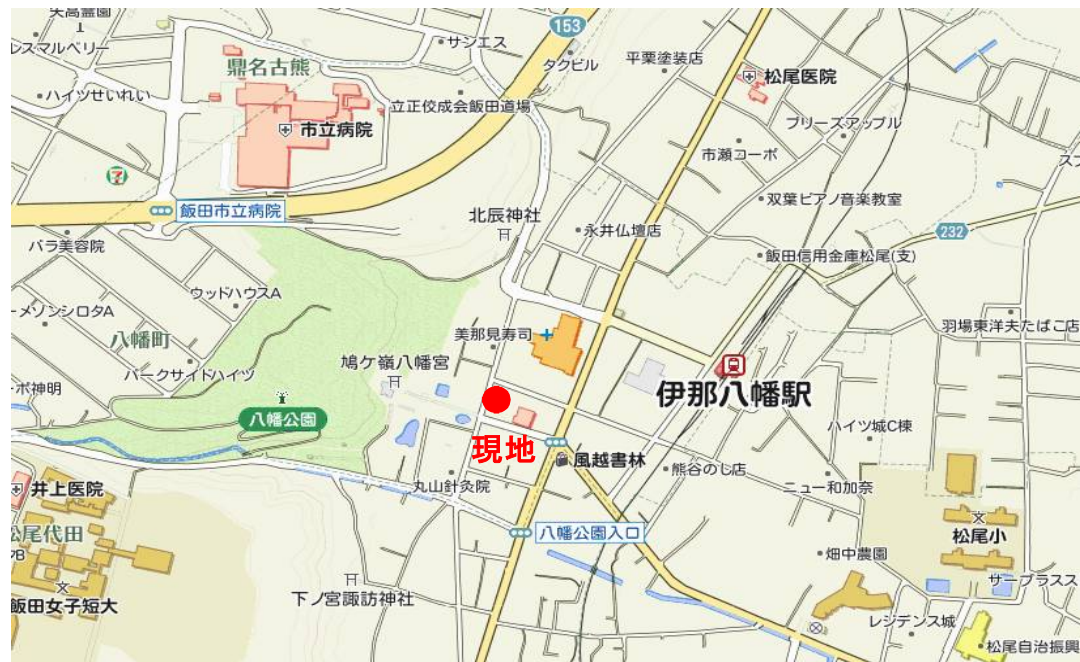 矢高霊園
レスマルベリー
ハイツせいれい
鼎名古熊
サンエス
153
タクビル
平栗塗装店
松尾医院
立正佼成会飯田道場
市立病院
ブリーズアップル
市瀬コーポ
スプ
双葉ピアノ音楽教室
飯田市立病院
北辰神社
永井仏壇店
232
バラ美容院
飯田信用金庫松尾(支)
ウッドハウスA
ーメゾンシロタA
八幡町
美那見寿司
羽場東洋夫たばこ店
鳩ケ嶺八幡宮
パークサイドハイツ
ーポ神明
伊那八幡駅
八幡公園
現地
ハイツ城C棟
風越書林
熊谷のし店
井上医院
丸山針灸院
ニュー和加奈
松尾代田
八幡公園入口
松尾小
7B
畑中農園
サープラスス
飯田女子短大
下ノ宮諏訪神社
レジデンス城
松尾自治振興